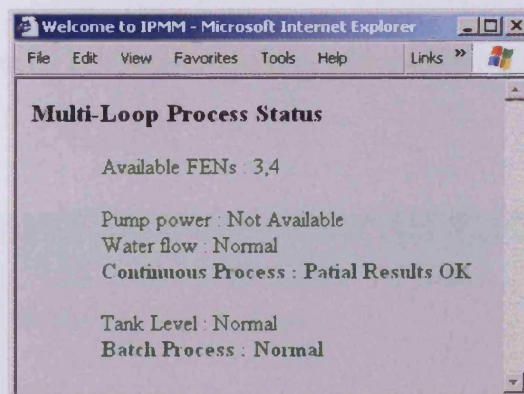 Welcome to IPMM - Microsoft Internet Explorer
File Edit View Favorites Tools Help Links »
Multi-Loop Process Status
Available FENs : 3,4
Pump power : Not Available
Water flow : Normal
Continuous Process : Patial Results OK
Tank Level : Normal
Batch Process : Normal